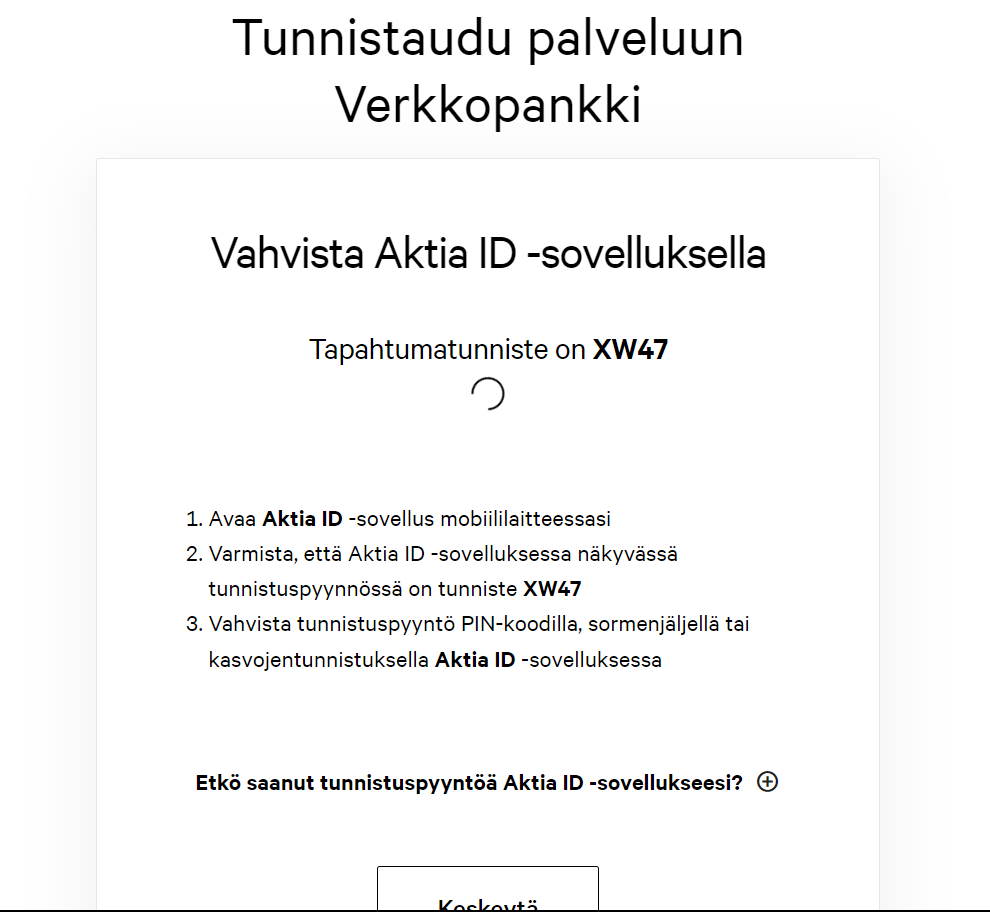 Tunnistaudu palveluun
Verkkopankki
Vahvista Aktia ID -sovelluksella
Tapahtumatunniste on XW47
1. Avaa Aktia ID -sovellus mobiililaitteessasi
2. Varmista, että Aktia ID -sovelluksessa näkyvässä
tunnistuspyynnössä on tunniste XW47
3. Vahvista tunnistuspyyntö PIN-koodilla, sormenjäljellä tai
kasvojentunnistuksella Aktia ID -sovelluksessa
Etkö saanut tunnistuspyyntöä Aktia ID -sovellukseesi?
Keskeytä